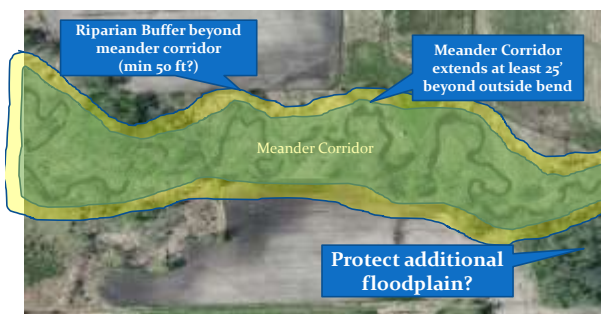 Riparian Buffer beyond
meander corridor
(min 50 ft?)
Meander Corridor
extends at least 25'
beyond outside bend
Meander Corridor
Protect additional
floodplain?